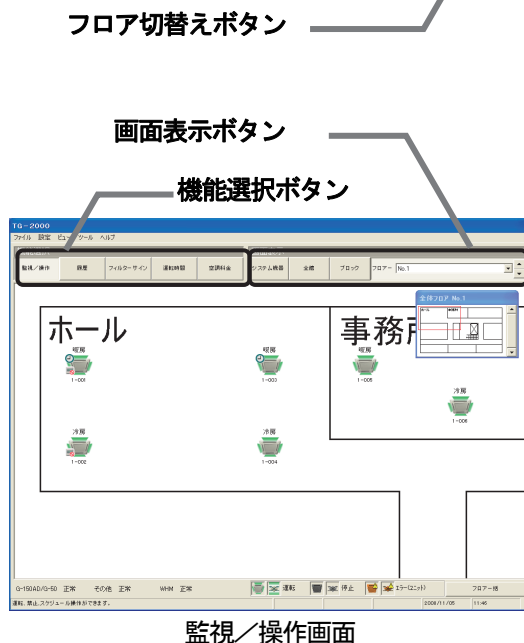 フロア切替えボタン
画面表示ボタン
機能選択ボタン
TG-2000
ファイル 設定 ビュー ツール ヘルプ
監視/操作 履歴 フィルターサイン 運転時間 空調料金 システム機器 全体 ブロック フロアー No.1
全体フロア No.1
ホール
事務所
暖房
1-001
暖房
1-003
暖房
1-005
冷房
1-006
冷房
1-002
冷房
1-004
G-150AD/G-50 正常 その他 正常 WHM 正常 運転 停止 エラー(ユニット) フロアー括
運転、禁止、スケジュール操作ができます。 2008/11/05 11:46
監視/操作画面